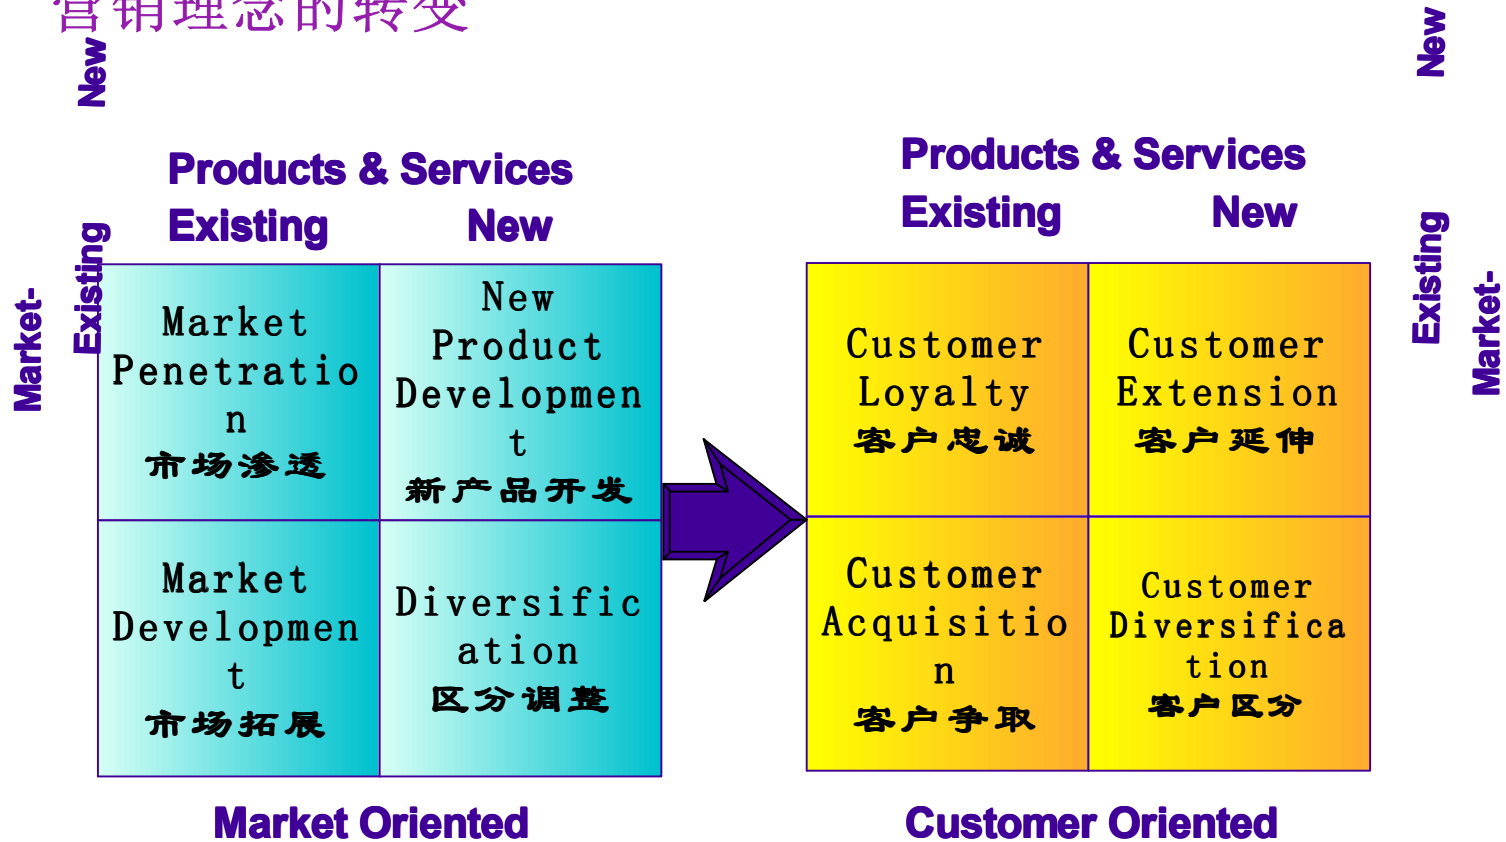 营销理念的转变
New
Existing
Market-
Products & Services
Existing New
Market
Penetratio
n
市场渗透
New
Product
Developmen
t
新产品开发
Market
Developmen
t
市场拓展
Diversific
ation
区分调整
Market Oriented
Products & Services
Existing New
Customer
Loyalty
客户忠诚
Customer
Extension
客户延伸
Customer
Acquisitio
n
客户争取
Customer
Diversifica
tion
客户区分
Customer Oriented
New
Existing
Market-